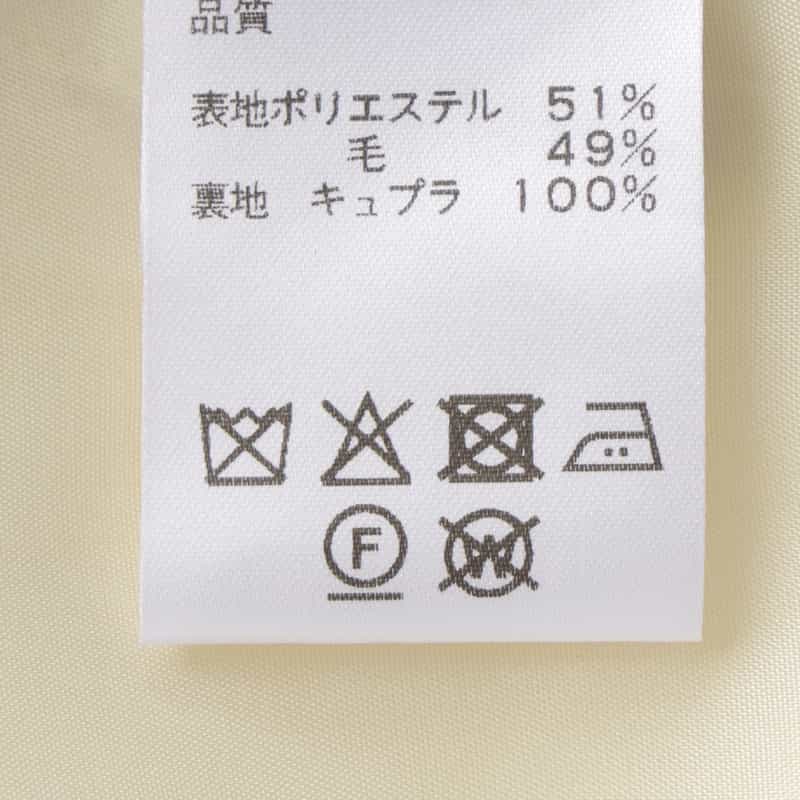 品質
表地ポリエステル 51%
毛 49%
裏地 キュプラ 100%
F W